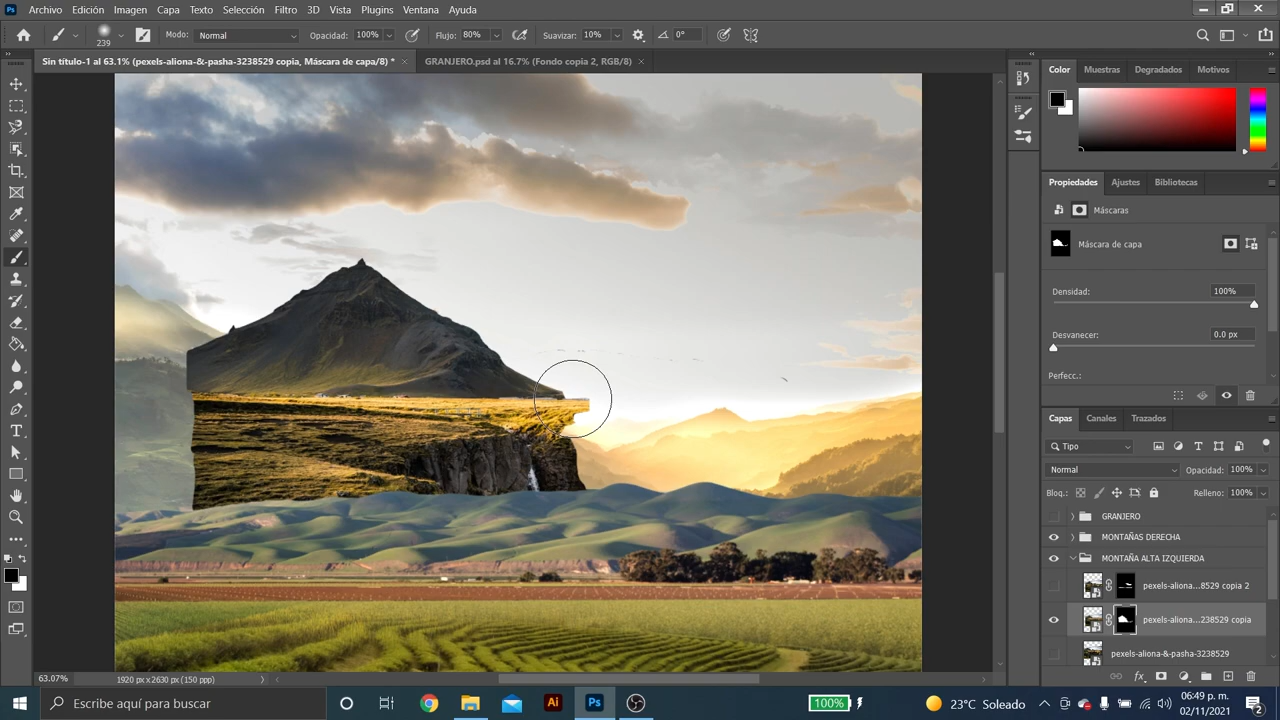 Ps Archivo Edición Imagen Capa Texto Selección Filtro 3D Vista Plugins Ventana Ayuda
239 Modo: Normal Opacidad: 100% Flujo: 80% Suavizar: 10% 0°
Sin título-1 al 63.1% (pexels-aliona-&-pasha-3238529 copia, Máscara de capa/8) * × GRANJERO.psd al 16.7% (Fondo copia 2, RGB/8) ×
Color Muestras Degradados Motivos
Propiedades Ajustes Bibliotecas
Máscaras
Máscara de capa
Densidad: 100%
Desvanecer: 0.0 px
Perfecc.:
Capas Canales Trazados
Tipo
Normal Opacidad: 100%
Bloq.: Relleno: 100%
GRANJERO
MONTAÑAS DERECHA
MONTAÑA ALTA IZQUIERDA
pexels-aliona...8529 copia 2
pexels-aliona...238529 copia
pexels-aliona-&-pasha-3238529
63.07% 1920 px x 2630 px (150 ppp)
Escribe aquí para buscar
Ai Ps 100% 23°C Soleado 06:49 p. m.
02/11/2021 2